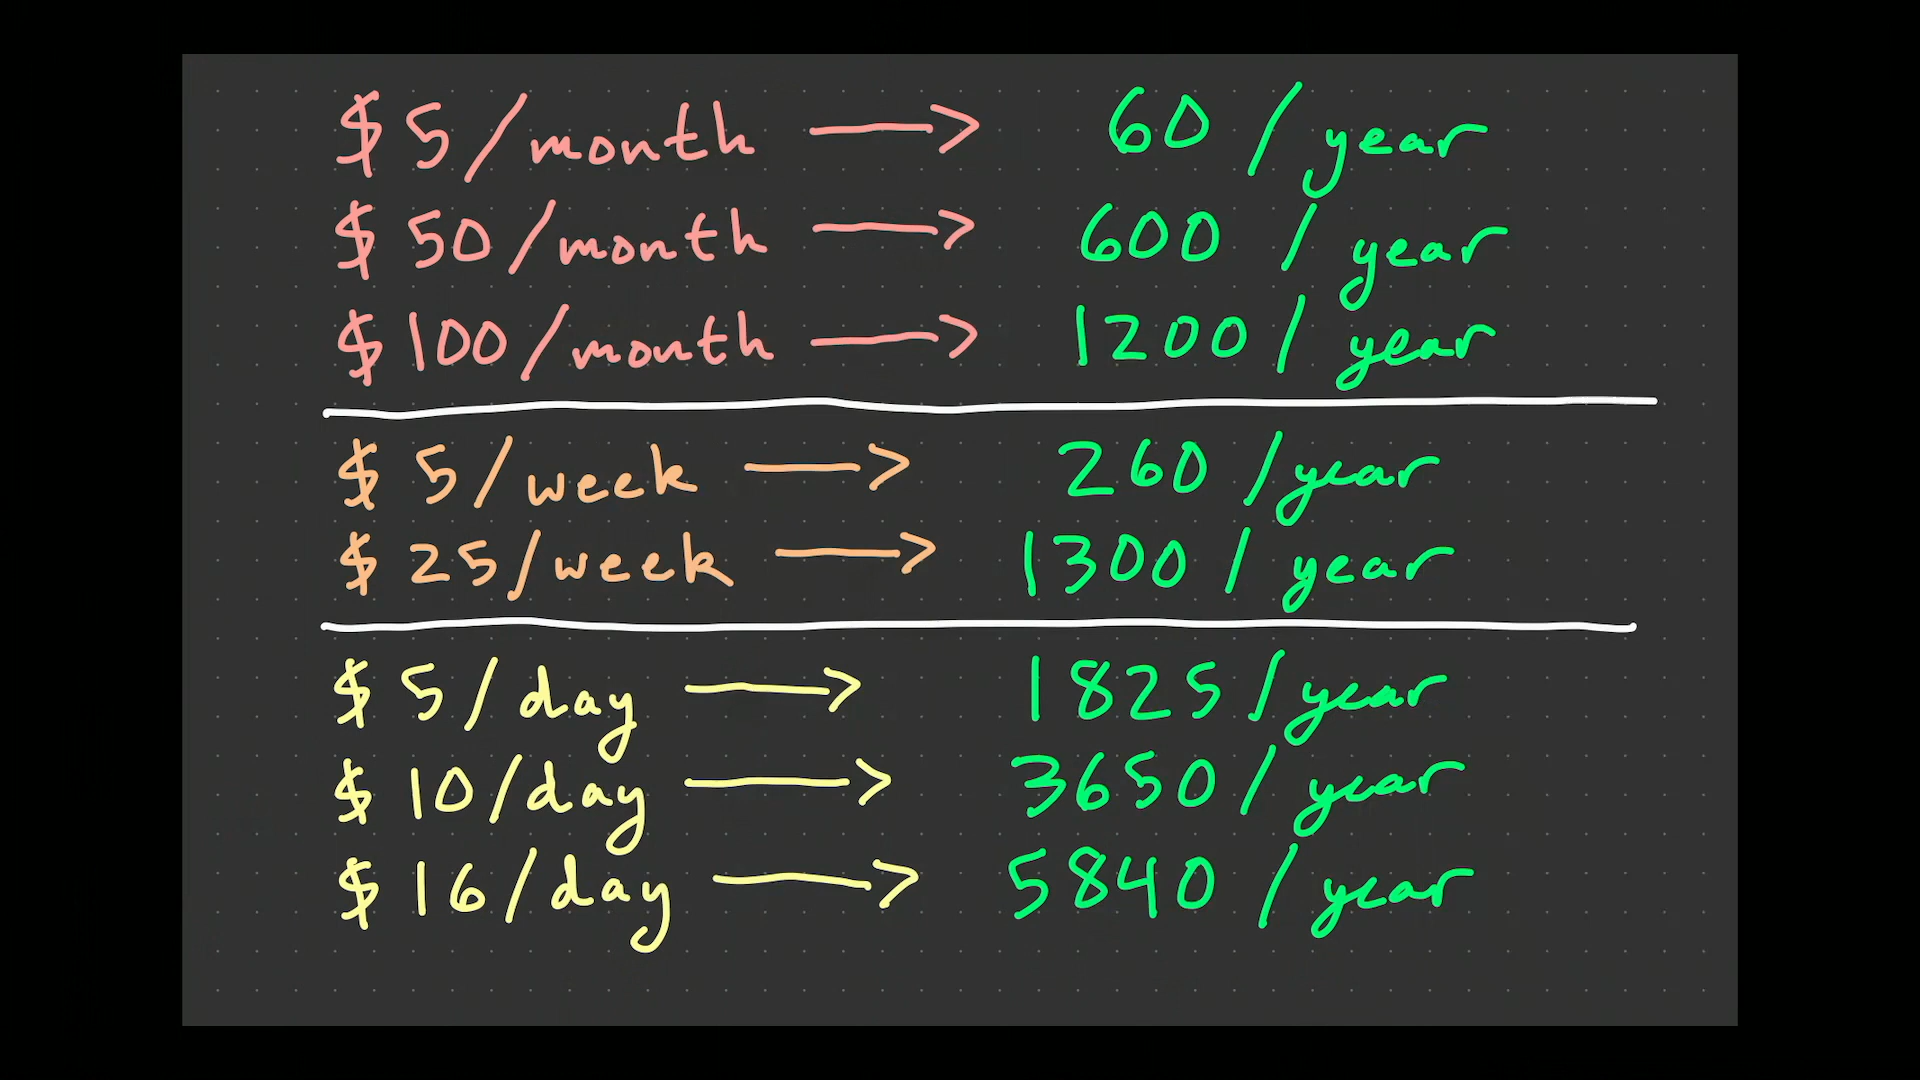 $ 5/month → 60 / year
$ 50/month → 600 / year
$ 100/month → 1200 / year
$ 5/week → 260 /year
$ 25/week → 1300 / year
$ 5/day → 1825 /year
$ 10/day → 3650 / year
$ 16/day → 5840 / year